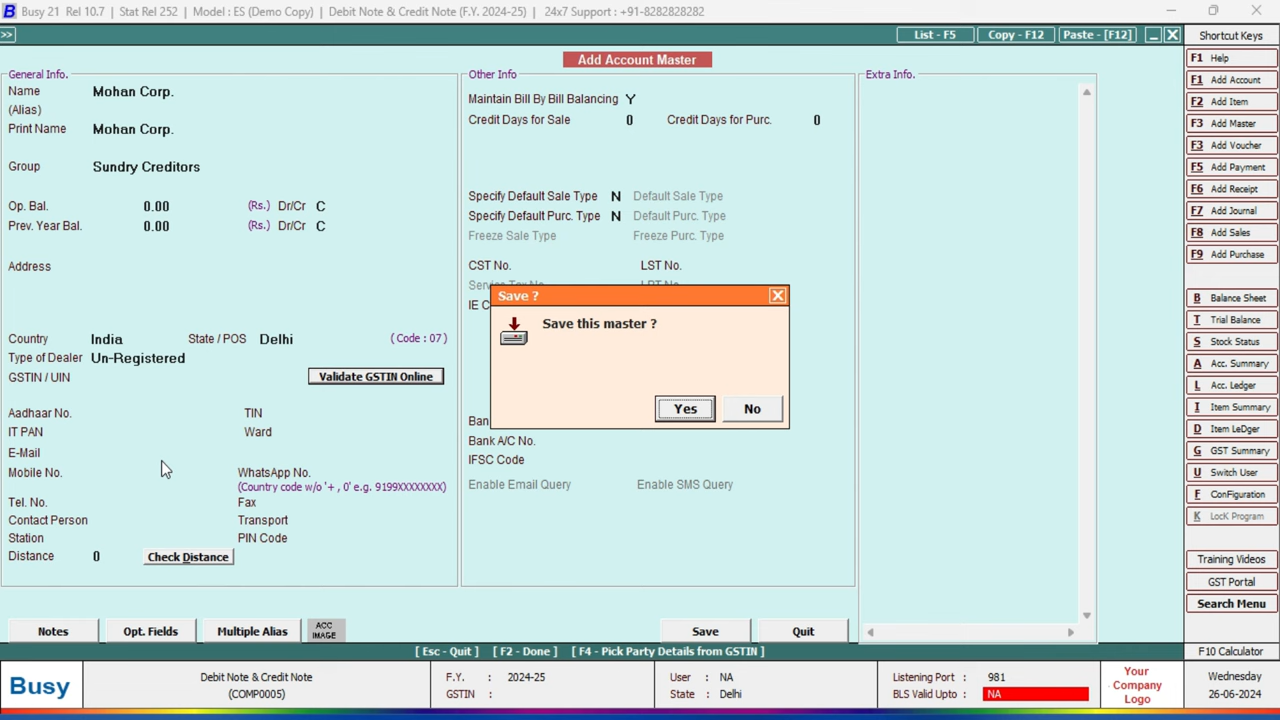 Busy 21 Rel 10.7 | Stat Rel 252 | Model : ES (Demo Copy) | Debit Note & Credit Note (F.Y. 2024-25) | 24x7 Support : +91-8282828282
>> List - F5 Copy - F12 Paste - [F12]
Add Account Master
General Info.
Name Mohan Corp.
(Alias)
Print Name Mohan Corp.
Group Sundry Creditors
Op. Bal. 0.00 (Rs.) Dr/Cr C
Prev. Year Bal. 0.00 (Rs.) Dr/Cr C
Address
Country India State / POS Delhi (Code : 07)
Type of Dealer Un-Registered
GSTIN / UIN Validate GSTIN Online
Aadhaar No. TIN
IT PAN Ward
E-Mail
Mobile No. WhatsApp No.
(Country code w/o '+ , 0' e.g. 9199XXXXXXXX)
Tel. No. Fax
Contact Person Transport
Station PIN Code
Distance 0 Check Distance
Other Info
Maintain Bill By Bill Balancing Y
Credit Days for Sale 0 Credit Days for Purc. 0
Specify Default Sale Type N Default Sale Type
Specify Default Purc. Type N Default Purc. Type
Freeze Sale Type Freeze Purc. Type
CST No. LST No.
Service Tax No. LBT No.
IE C
Save ?
Save this master ?
Yes No
Ban
Bank A/C No.
IFSC Code
Enable Email Query Enable SMS Query
Extra Info.
Notes Opt. Fields Multiple Alias ACC IMAGE Save Quit
[ Esc - Quit ] [ F2 - Done ] [ F4 - Pick Party Details from GSTIN ]
Shortcut Keys
F1 Help
F1 Add Account
F2 Add Item
F3 Add Master
F3 Add Voucher
F5 Add Payment
F6 Add Receipt
F7 Add Journal
F8 Add Sales
F9 Add Purchase
B Balance Sheet
T Trial Balance
S Stock Status
A Acc. Summary
L Acc. Ledger
I Item Summary
D Item LeDger
G GST Summary
U Switch User
F ConFiguration
K LocK Program
Training Videos
GST Portal
Search Menu
F10 Calculator
Busy
Debit Note & Credit Note
(COMP0005)
F.Y. : 2024-25
GSTIN :
User : NA
State : Delhi
Listening Port : 981
BLS Valid Upto : NA
Your
Company
Logo
Wednesday
26-06-2024